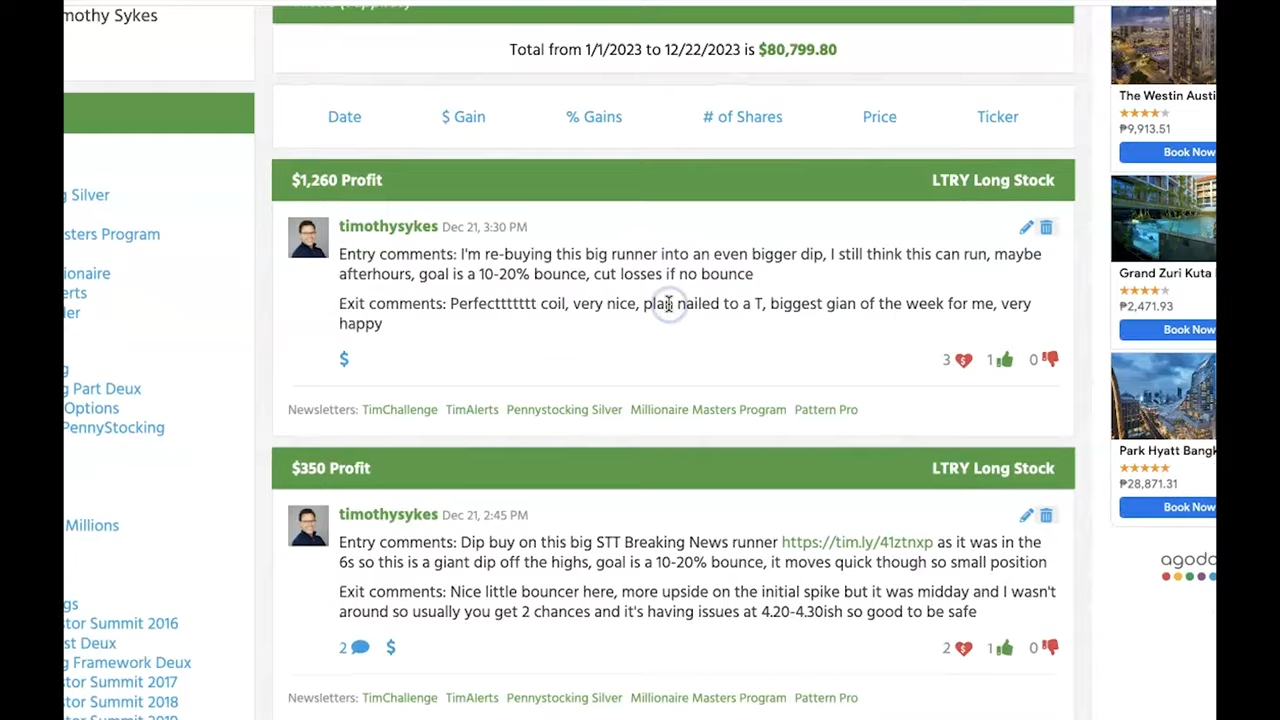 mothy Sykes
Total from 1/1/2023 to 12/22/2023 is $80,799.80
Date $ Gain % Gains # of Shares Price Ticker
$1,260 Profit LTRY Long Stock
timothysykes Dec 21, 3:30 PM
Entry comments: I'm re-buying this big runner into an even bigger dip, I still think this can run, maybe
afterhours, goal is a 10-20% bounce, cut losses if no bounce
Exit comments: Perfecttttttt coil, very nice, play nailed to a T, biggest gian of the week for me, very
happy
$
3 1 0
Newsletters: TimChallenge TimAlerts Pennystocking Silver Millionaire Masters Program Pattern Pro
$350 Profit LTRY Long Stock
timothysykes Dec 21, 2:45 PM
Entry comments: Dip buy on this big STT Breaking News runner https://tim.ly/41ztnxp as it was in the
6s so this is a giant dip off the highs, goal is a 10-20% bounce, it moves quick though so small position
Exit comments: Nice little bouncer here, more upside on the initial spike but it was midday and I wasn't
around so usually you get 2 chances and it's having issues at 4.20-4.30ish so good to be safe
2 $
2 1 0
Newsletters: TimChallenge TimAlerts Pennystocking Silver Millionaire Masters Program Pattern Pro
g Silver
sters Program
ionaire
erts
ler
g
g Part Deux
Options
PennyStocking
Millions
gs
stor Summit 2016
st Deux
g Framework Deux
stor Summit 2017
stor Summit 2018
The Westin Austi
₱9,913.51
Book Now
Grand Zuri Kuta
₱2,471.93
Book Now
Park Hyatt Bangk
₱28,871.31
Book Now
agoda